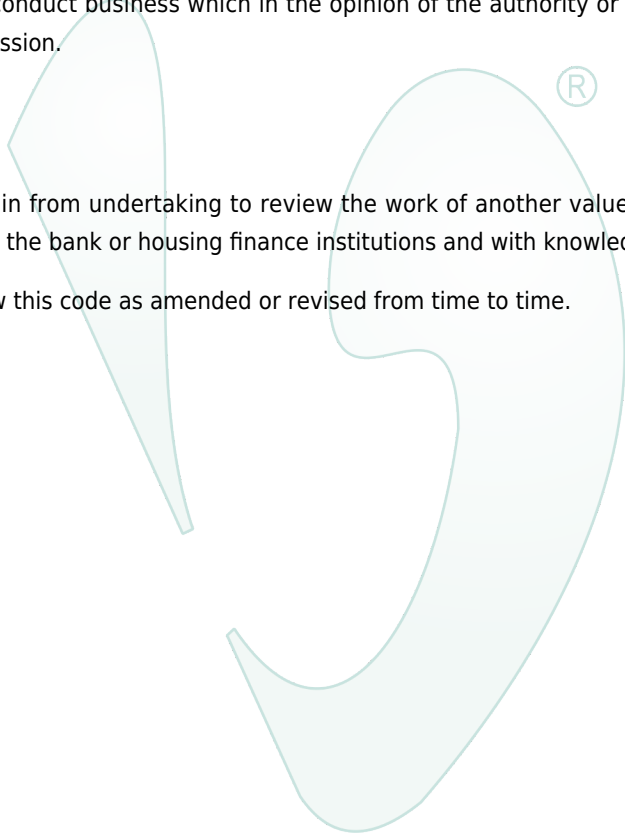 conduct business which in the opinion of the authority or
ssion.
®
in from undertaking to review the work of another value
the bank or housing finance institutions and with knowled
this code as amended or revised from time to time.